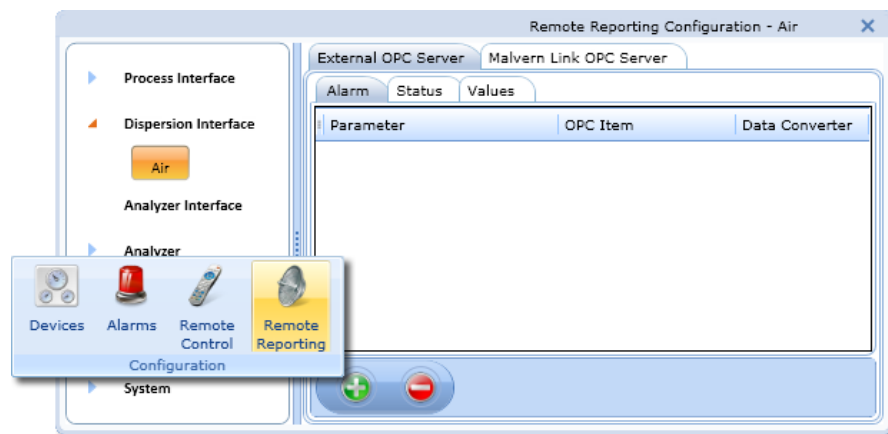 Remote Reporting Configuration - Air
Process Interface
Dispersion Interface
Air
Analyzer Interface
Analyzer
System
External OPC Server Malvern Link OPC Server
Alarm Status Values
Parameter OPC Item Data Converter
Devices Alarms Remote Control Remote Reporting
Configuration